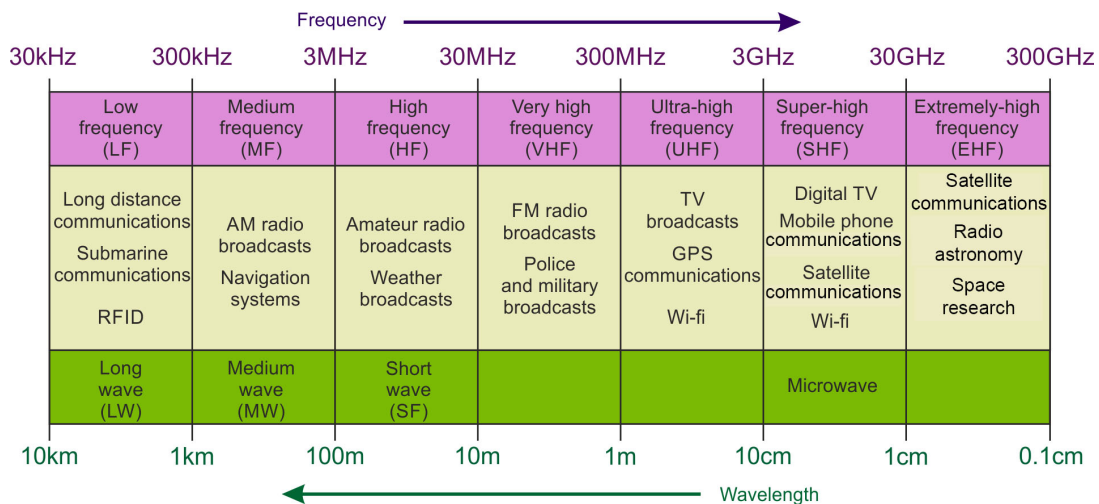 Frequency
30kHz 300kHz 3MHz 30MHz 300MHz 3GHz 30GHz 300GHz
Low
frequency
(LF)
Medium
frequency
(MF)
High
frequency
(HF)
Very high
frequency
(VHF)
Ultra-high
frequency
(UHF)
Super-high
frequency
(SHF)
Extremely-high
frequency
(EHF)
Long distance
communications
Submarine
communications
RFID
AM radio
broadcasts
Navigation
systems
Amateur radio
broadcasts
Weather
broadcasts
FM radio
broadcasts
Police
and military
broadcasts
TV
broadcasts
GPS
communications
Wi-fi
Digital TV
Mobile phone
communications
Satellite
communications
Wi-fi
Satellite
communications
Radio
astronomy
Space
research
Long
wave
(LW)
Medium
wave
(MW)
Short
wave
(SF)
Microwave
10km 1km 100m 10m 1m 10cm 1cm 0.1cm
Wavelength